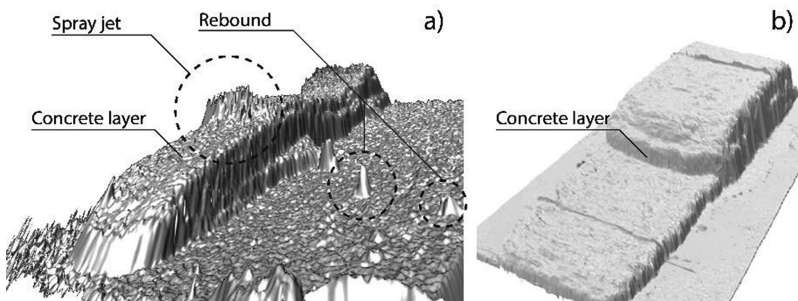 Spray jet
Rebound
a)
Concrete layer
b)
Concrete layer